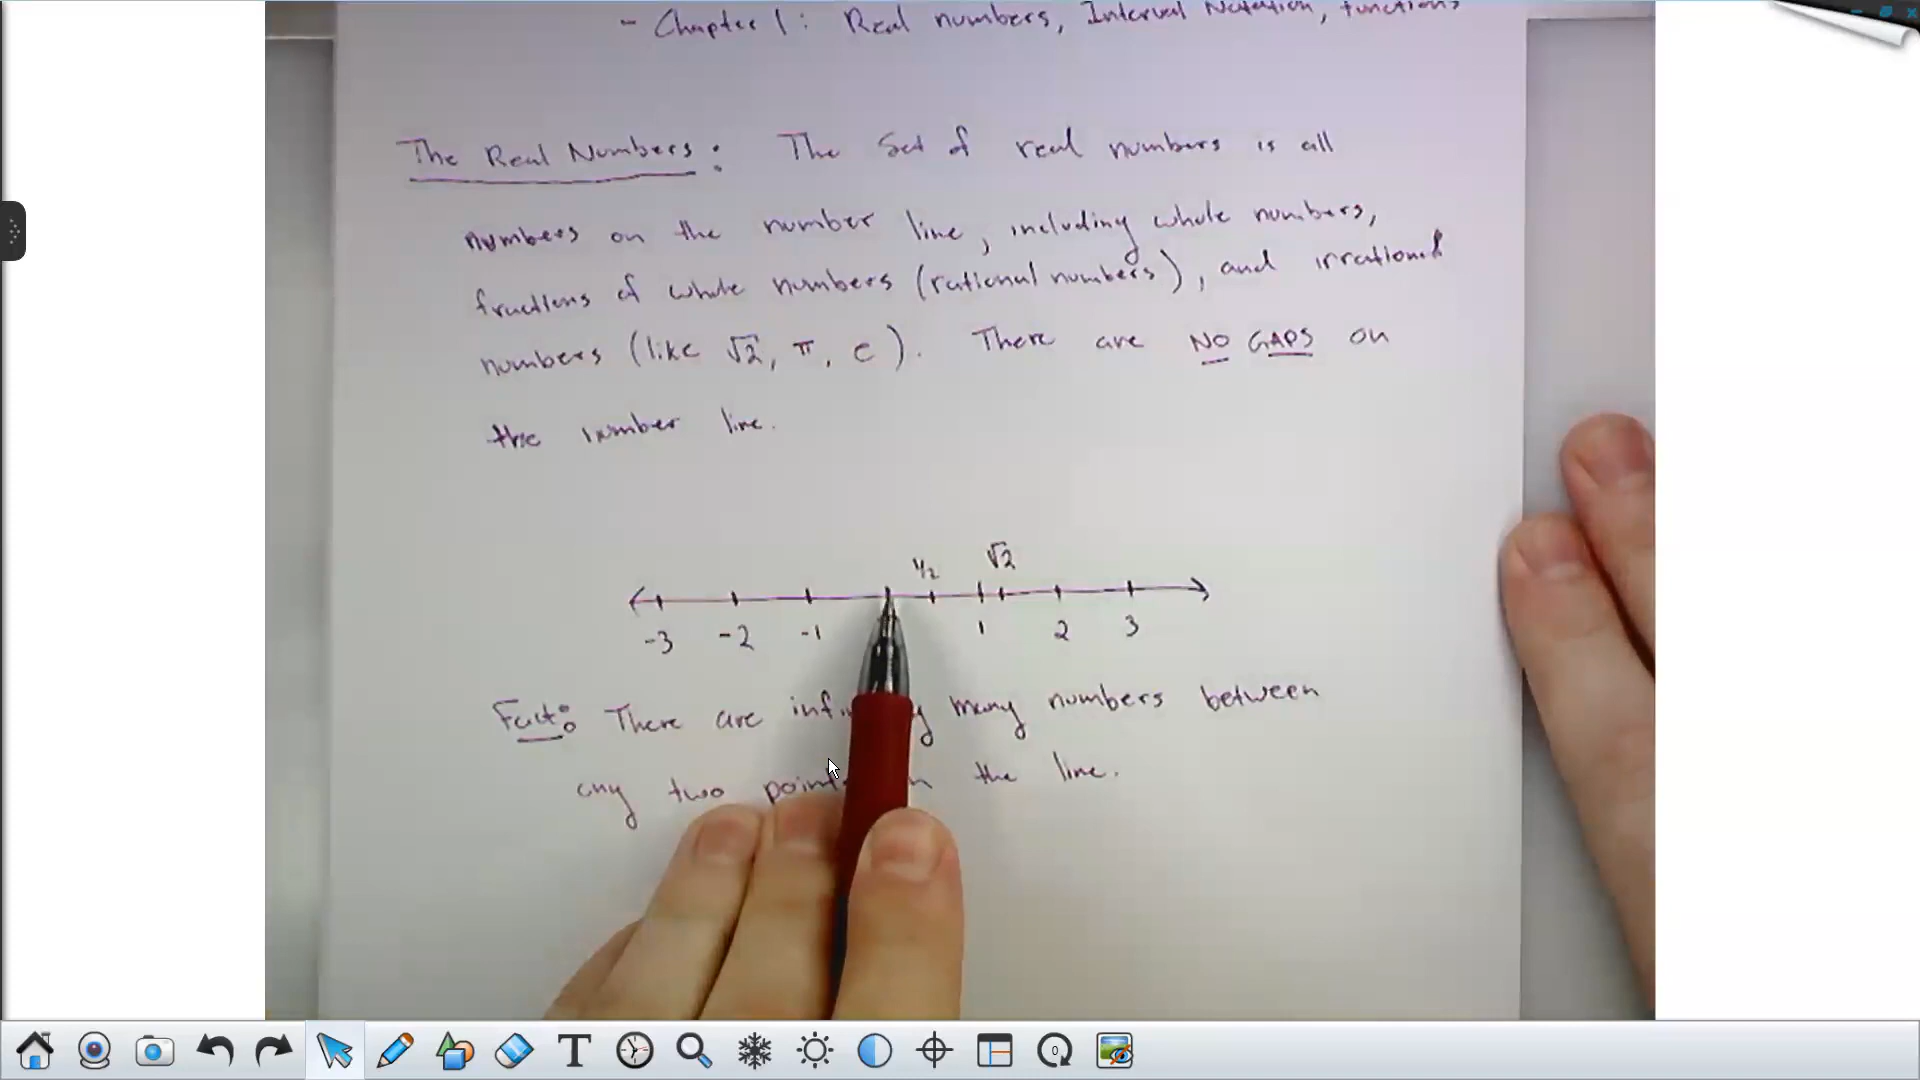 - Chapter 1: Real numbers, Interval Notation, functions
The Real Numbers: The set of real numbers is all
numbers on the number line, including whole numbers,
fractions of whole numbers (rational numbers), and irrational
numbers (like √2, π, e). There are NO GAPS on
the number line.
1/2 √2
-3 -2 -1 1 2 3
Fact: There are many numbers between
any two the line.
T
0